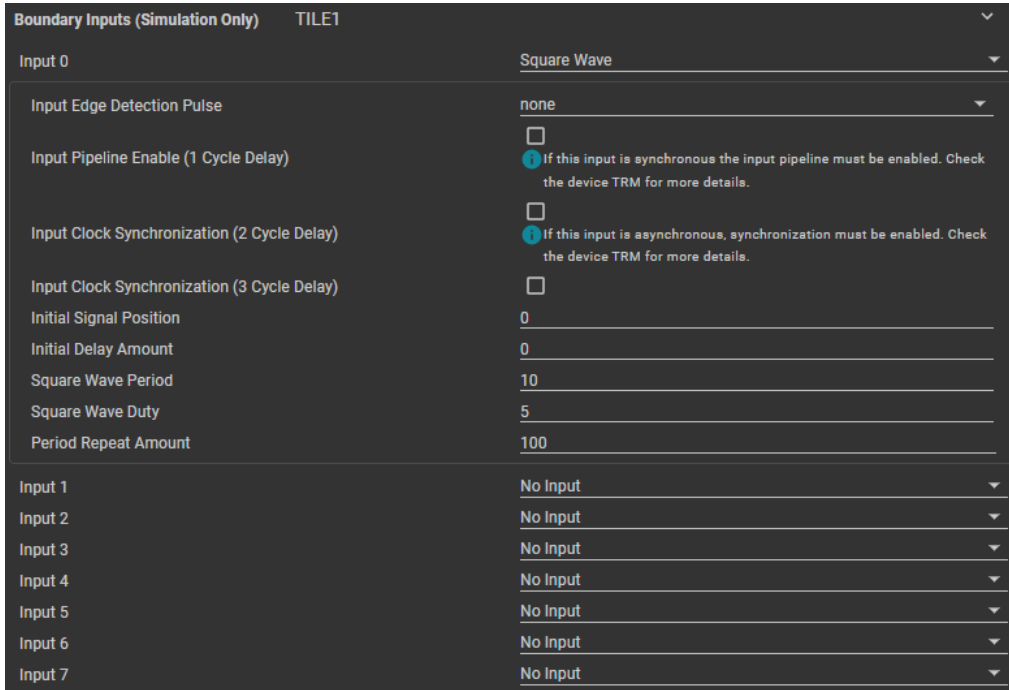 Boundary Inputs (Simulation Only) TILE1
Input 0 Square Wave
Input Edge Detection Pulse none
Input Pipeline Enable (1 Cycle Delay)
If this input is synchronous the input pipeline must be enabled. Check
the device TRM for more details.
Input Clock Synchronization (2 Cycle Delay)
If this input is asynchronous, synchronization must be enabled. Check
the device TRM for more details.
Input Clock Synchronization (3 Cycle Delay)
Initial Signal Position 0
Initial Delay Amount 0
Square Wave Period 10
Square Wave Duty 5
Period Repeat Amount 100
Input 1 No Input
Input 2 No Input
Input 3 No Input
Input 4 No Input
Input 5 No Input
Input 6 No Input
Input 7 No Input